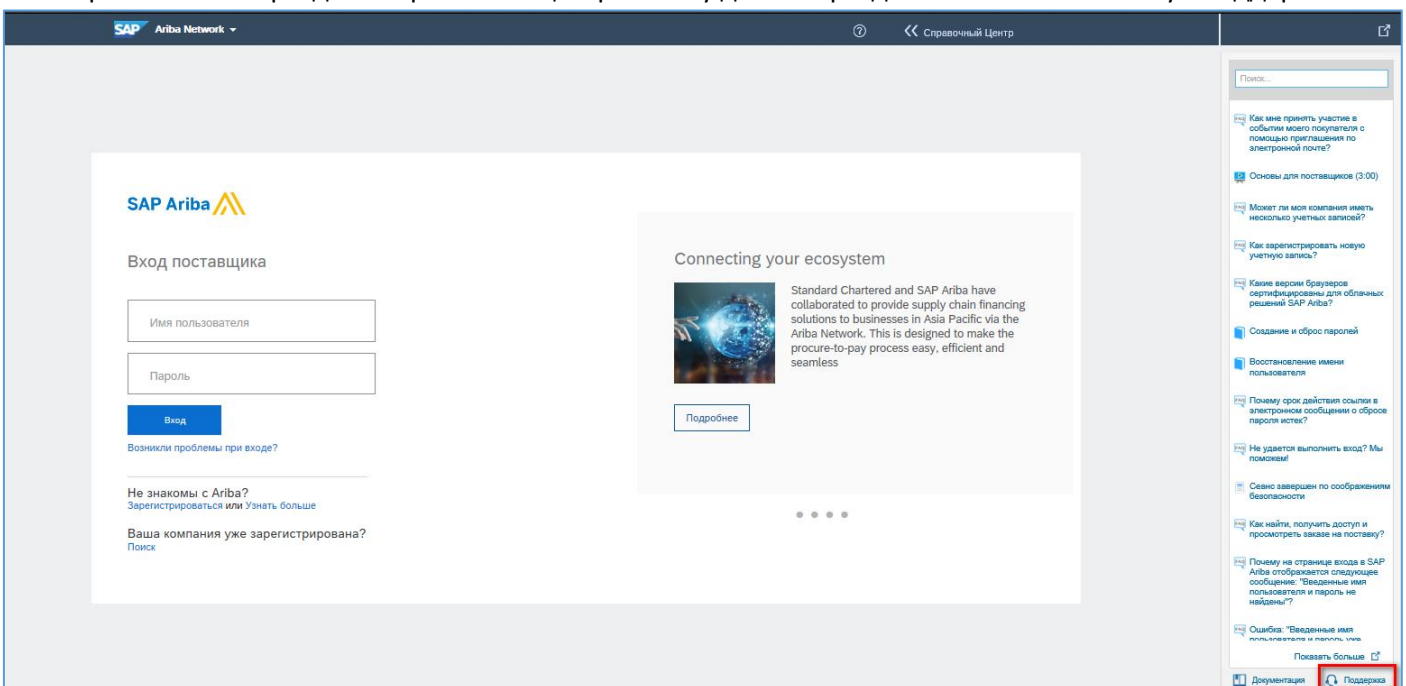 SAP Ariba Network
Справочный Центр
Поиск...
Как мне принять участие в
событии моего покупателя с
помощью приглашения по
электронной почте?
Основы для поставщиков (3:00)
Может ли моя компания иметь
несколько учетных записей?
Как зарегистрировать новую
учетную запись?
Какие версии браузеров
сертифицированы для облачных
решений SAP Ariba?
Создание и сброс паролей
Восстановление имени
пользователя
Почему срок действия ссылки в
электронном сообщении о сбросе
пароля истек?
Не удается выполнить вход? Мы
поможем!
Сеанс завершен по соображениям
безопасности
Как найти, получить доступ и
просмотреть заказе на поставку?
Почему на странице входа в SAP
Ariba отображается следующее
сообщение: "Введенные имя
пользователя и пароль не
найдены"?
Ошибка: "Введенные имя
пользователя и пароль уже
Показать больше
Документация
Поддержка
SAP Ariba
Вход поставщика
Имя пользователя
Пароль
Вход
Возникли проблемы при входе?
Не знакомы с Ariba?
Зарегистрироваться или Узнать больше
Ваша компания уже зарегистрирована?
Поиск
Connecting your ecosystem
Standard Chartered and SAP Ariba have
collaborated to provide supply chain financing
solutions to businesses in Asia Pacific via the
Ariba Network. This is designed to make the
procure-to-pay process easy, efficient and
seamless
Подробнее